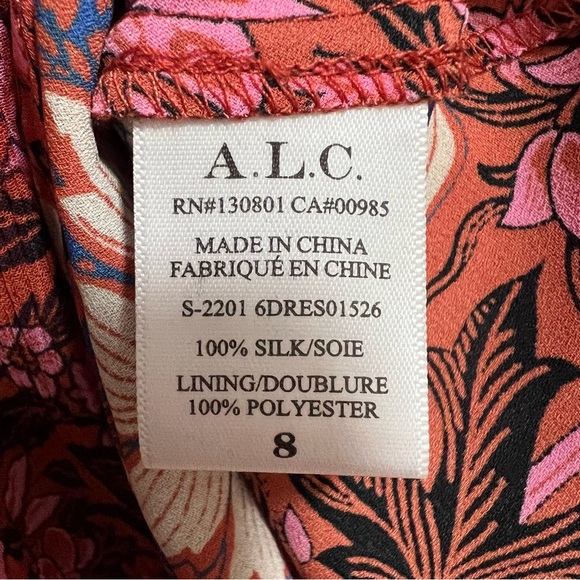 A.L.C.
RN#130801 CA#00985
MADE IN CHINA
FABRIQUÉ EN CHINE
S-2201 6DRES01526
100% SILK/SOIE
LINING/DOUBLURE
100% POLYESTER
8